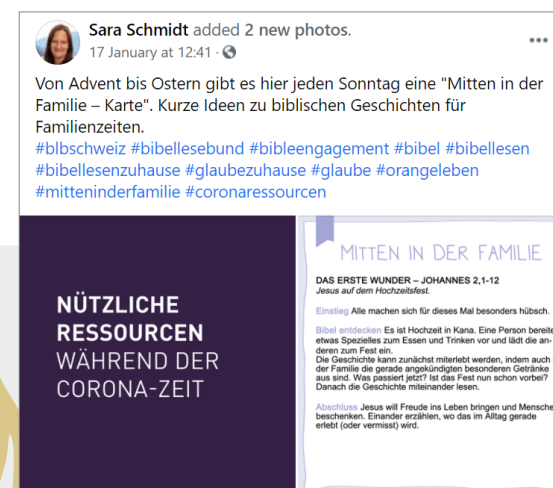 Sara Schmidt added 2 new photos.
17 January at 12:41
Von Advent bis Ostern gibt es hier jeden Sonntag eine "Mitten in der
Familie – Karte". Kurze Ideen zu biblischen Geschichten für
Familienzeiten.
#blbschweiz #bibellesebund #bibleengagement #bibel #bibellesen
#bibellesenzuhause #glaubezuhause #glaube #orangeleben
#mitteninderfamilie #coronaressourcen
NÜTZLICHE
RESSOURCEN
WÄHREND DER
CORONA-ZEIT
MITTEN IN DER FAMILIE
DAS ERSTE WUNDER – JOHANNES 2,1-12
Jesus auf dem Hochzeitsfest.
Einstieg Alle machen sich für dieses Mal besonders hübsch.
Bibel entdecken Es ist Hochzeit in Kana. Eine Person bereite
etwas Spezielles zum Essen und Trinken vor und lädt die an-
deren zum Fest ein.
Die Geschichte kann zunächst miterlebt werden, indem auch
der Familie die gerade angekündigten besonderen Getränke
aus sind. Was passiert jetzt? Ist das Fest nun schon vorbei?
Danach die Geschichte miteinander lesen.
Abschluss Jesus will Freude ins Leben bringen und Mensche
beschenken. Einander erzählen, wo das im Alltag gerade
erlebt (oder vermisst) wird.